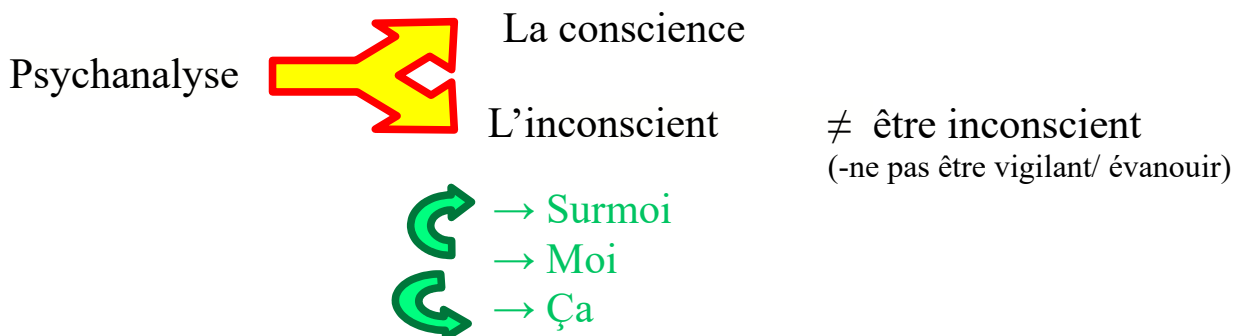 La conscience
Psychanalyse
L’inconscient ≠ être inconscient
(-ne pas être vigilant/ évanouir)
→ Surmoi
→ Moi
→ Ça